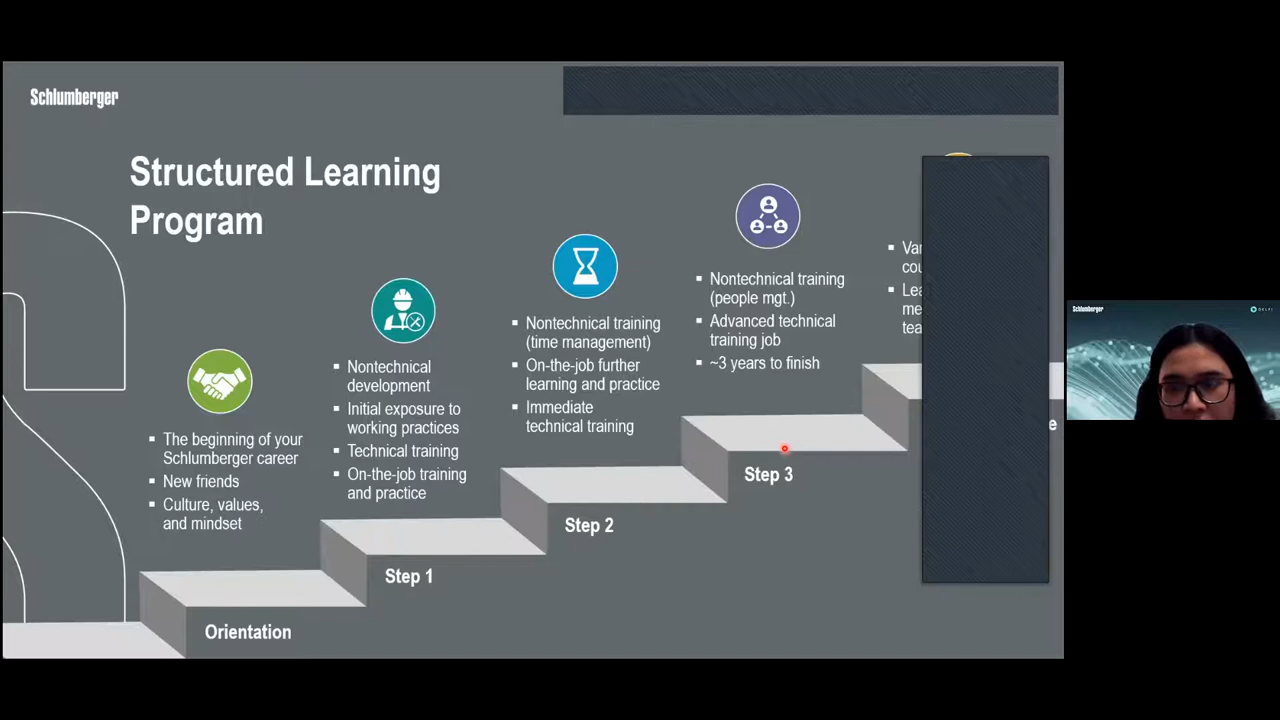 Schlumberger
Structured Learning
Program
The beginning of your
Schlumberger career
New friends
Culture, values,
and mindset
Orientation
Nontechnical
development
Initial exposure to
working practices
Technical training
On-the-job training
and practice
Step 1
Nontechnical training
(time management)
On-the-job further
learning and practice
Immediate
technical training
Step 2
Nontechnical training
(people mgt.)
Advanced technical
training job
~3 years to finish
Step 3
Schlumberger
DELFI